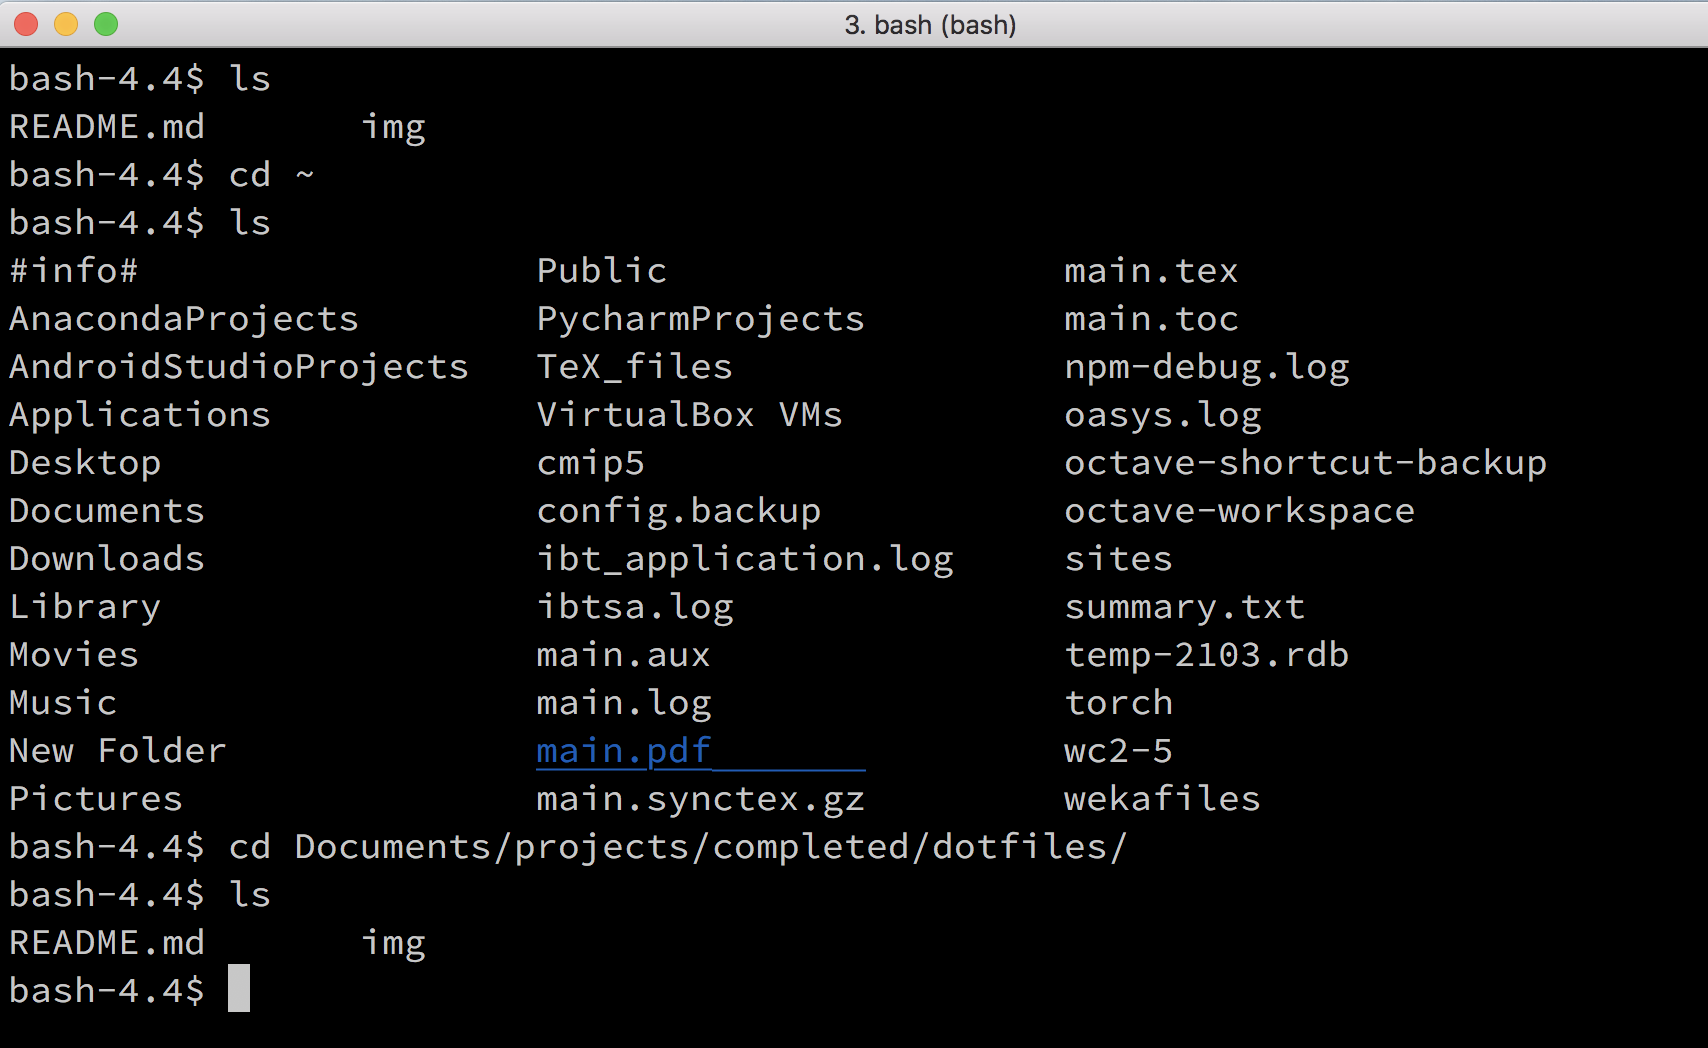 3. bash (bash)
bash-4.4$ ls
README.md       img
bash-4.4$ cd ~
bash-4.4$ ls
#info#                  Public                  main.tex
AnacondaProjects        PycharmProjects         main.toc
AndroidStudioProjects   TeX_files               npm-debug.log
Applications            VirtualBox VMs          oasys.log
Desktop                 cmip5                   octave-shortcut-backup
Documents               config.backup           octave-workspace
Downloads               ibt_application.log     sites
Library                 ibtsa.log               summary.txt
Movies                  main.aux                temp-2103.rdb
Music                   main.log                torch
New Folder              main.pdf                wc2-5
Pictures                main.synctex.gz         wekafiles
bash-4.4$ cd Documents/projects/completed/dotfiles/
bash-4.4$ ls
README.md       img
bash-4.4$